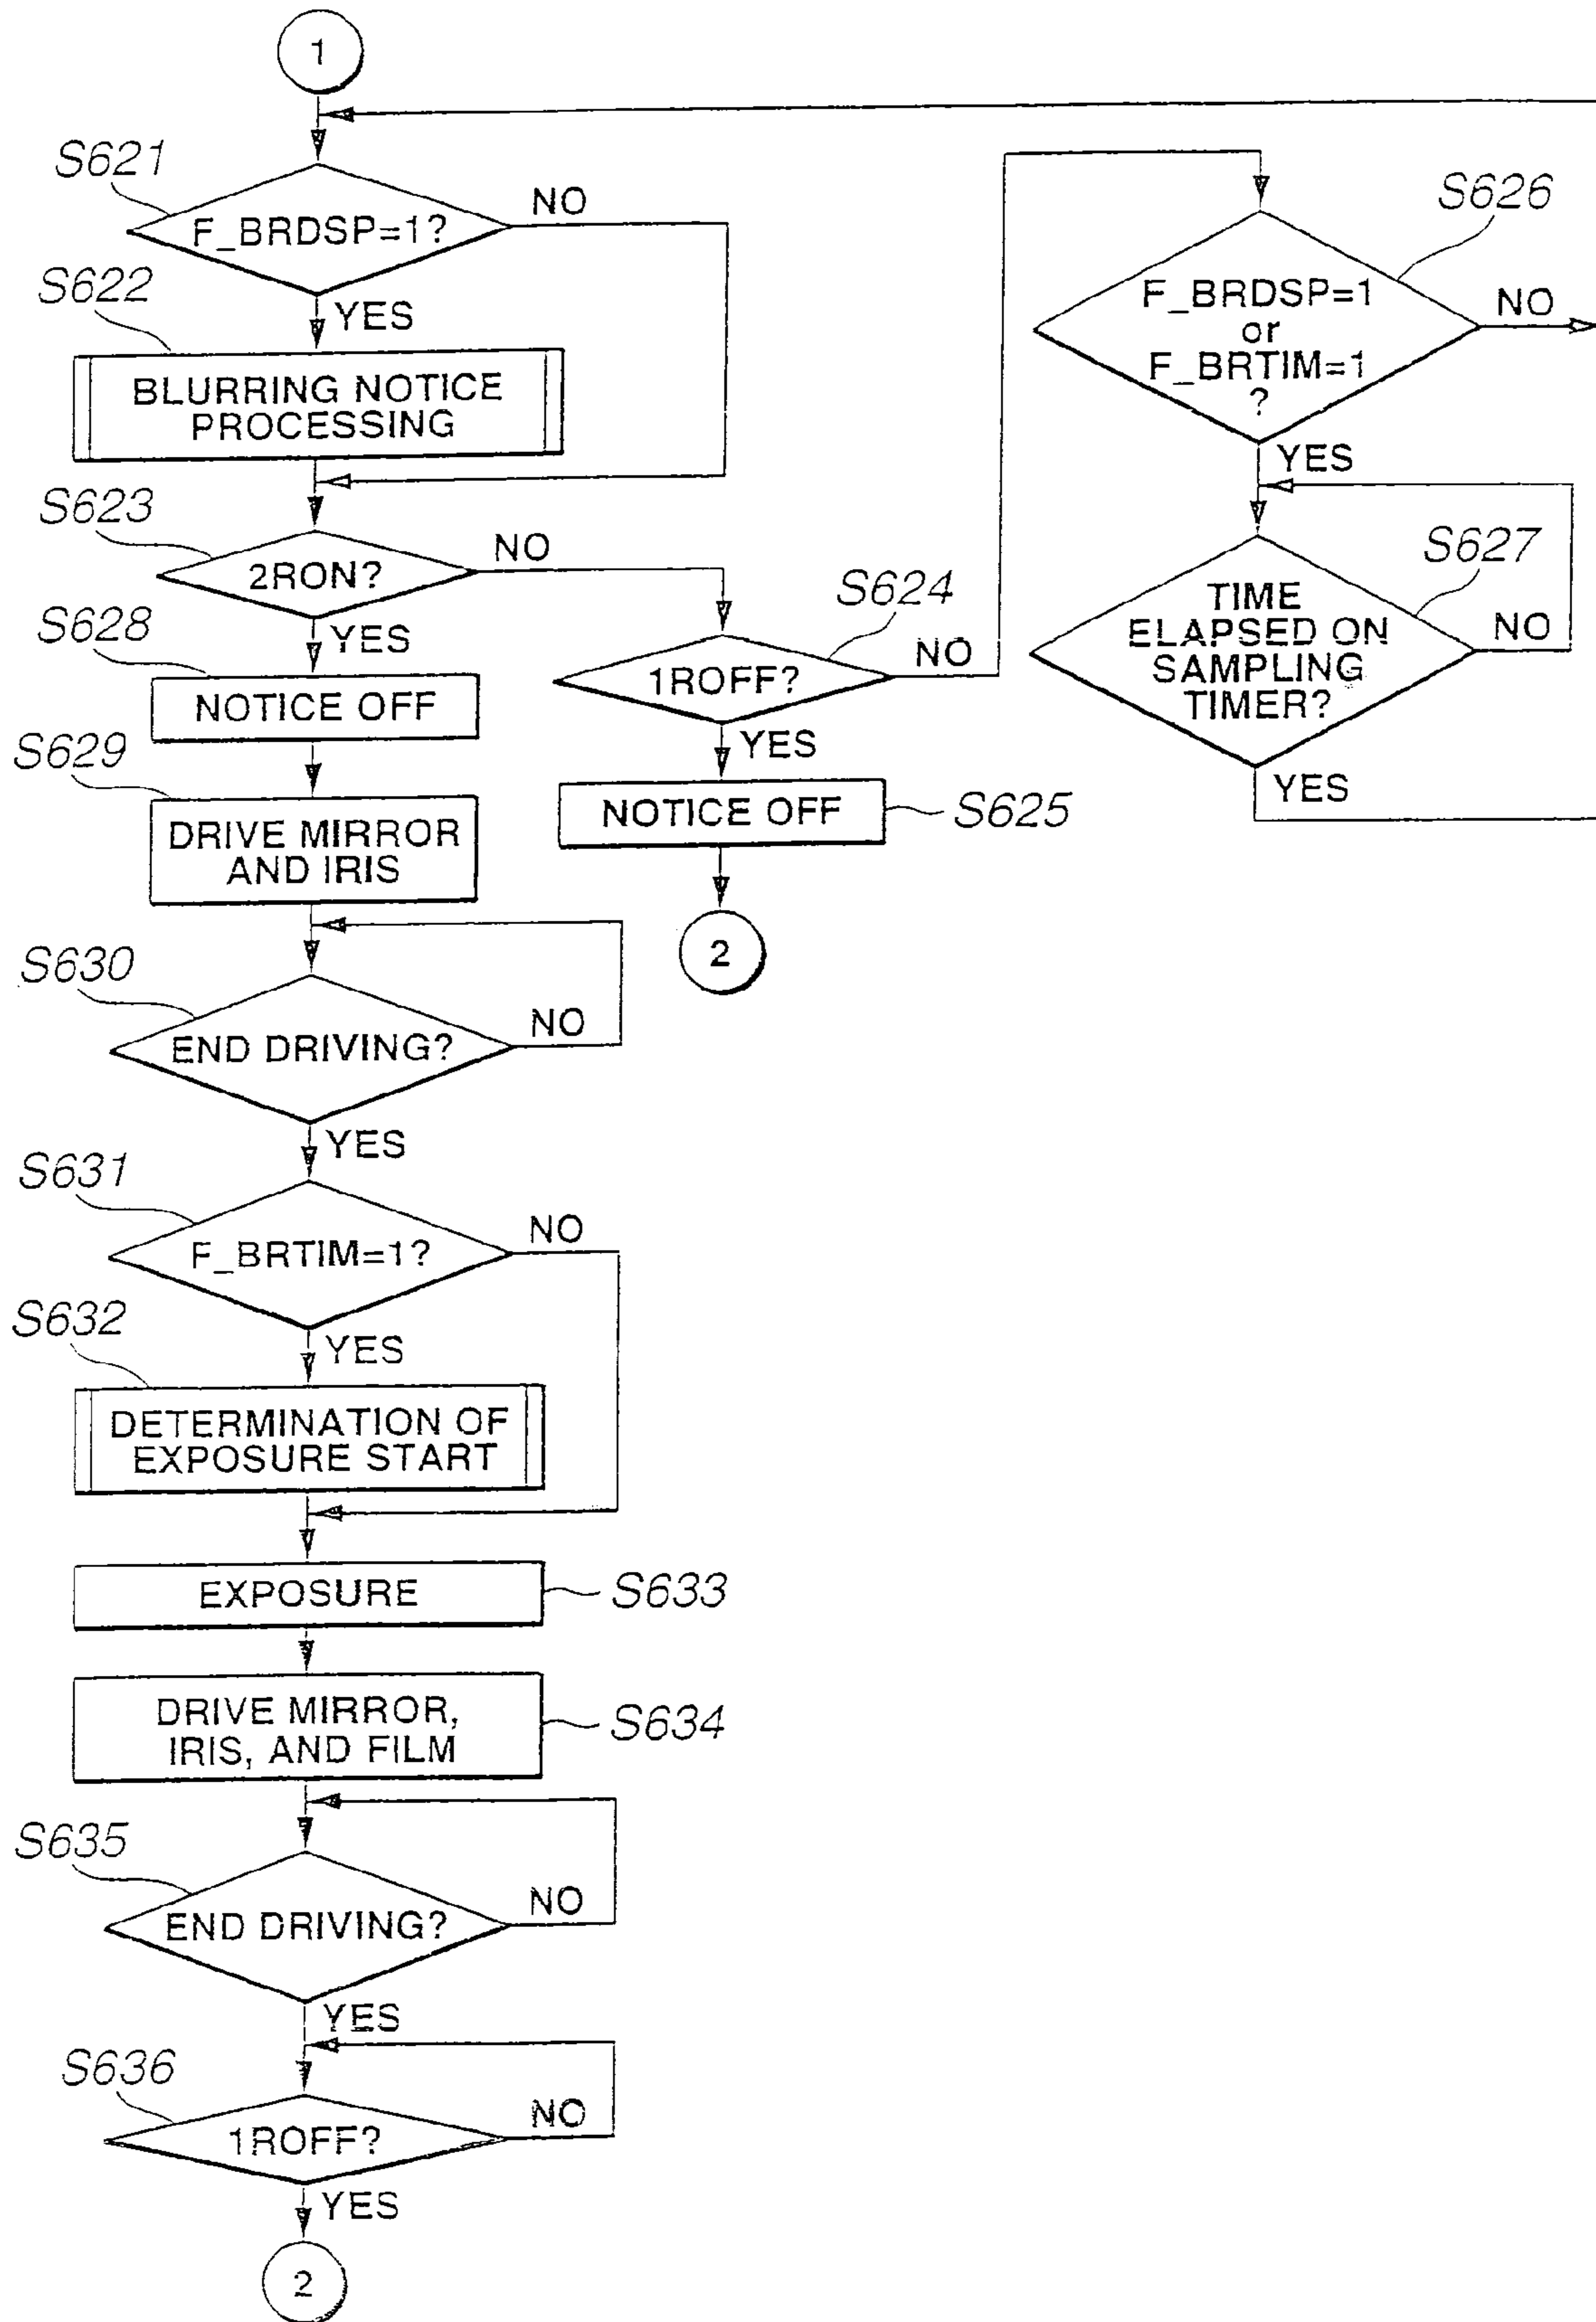 1
S621
F_BRDSP=1?
NO
YES
S622
BLURRING NOTICE
PROCESSING
S623
2RON?
NO
YES
S624
1ROFF?
NO
YES
NOTICE OFF
S625
2
S626
F_BRDSP=1
or
F_BRTIM=1
?
NO
YES
S627
TIME
ELAPSED ON
SAMPLING
TIMER?
NO
YES
S628
NOTICE OFF
S629
DRIVE MIRROR
AND IRIS
S630
END DRIVING?
NO
YES
S631
F_BRTIM=1?
NO
YES
S632
DETERMINATION OF
EXPOSURE START
EXPOSURE
S633
DRIVE MIRROR,
IRIS, AND FILM
S634
S635
END DRIVING?
NO
YES
S636
1ROFF?
NO
YES
2